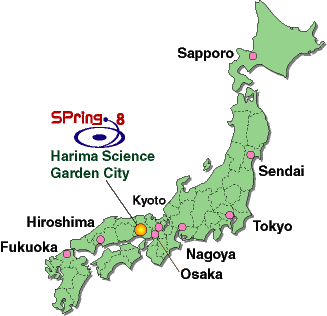 Sapporo
SPring-8
Harima Science
Garden City
Sendai
Kyoto
Hiroshima
Tokyo
Fukuoka
Nagoya
Osaka